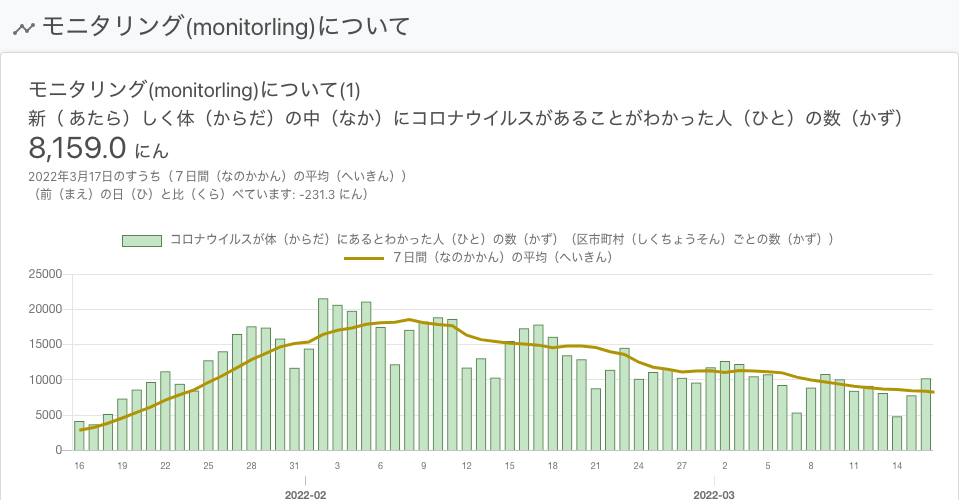 モニタリング(monitorling)について
モニタリング(monitorling)について(1)
新（ あたら）しく体（からだ）の中（なか）にコロナウイルスがあることがわかった人（ひと）の数（かず）
8,159.0 にん
2022年3月17日のすうち（７日間（なのかかん）の平均（へいきん））
（前（まえ）の日（ひ）と比（くら）べています: -231.3 にん）
コロナウイルスが体（からだ）にあるとわかった人（ひと）の数（かず）（区市町村（しくちょうそん）ごとの数（かず））
７日間（なのかかん）の平均（へいきん）
25000
20000
15000
10000
5000
0
16 19 22 25 28 31 3 6 9 12 15 18 21 24 27 2 5 8 11 14
2022-02 2022-03